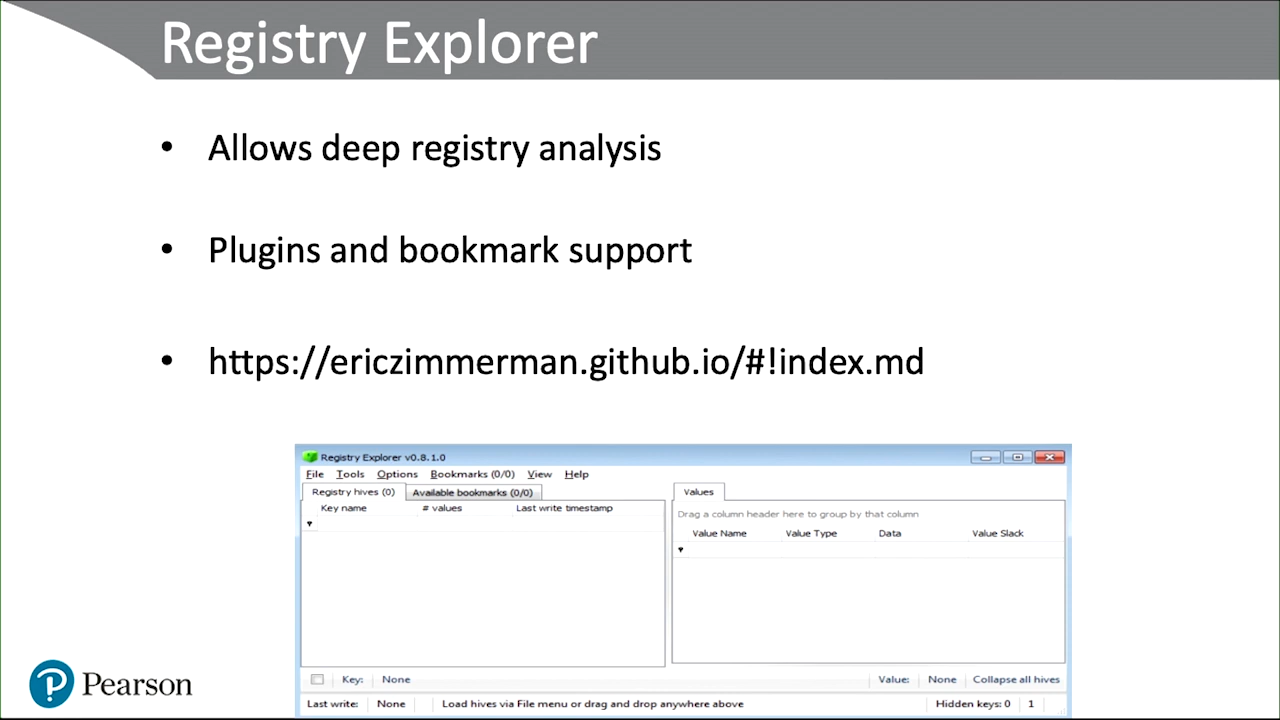 Registry Explorer
• Allows deep registry analysis
• Plugins and bookmark support
• https://ericzimmerman.github.io/#!index.md
Registry Explorer v0.8.1.0
File Tools Options Bookmarks (0/0) View Help
Registry hives (0) Available bookmarks (0/0)
Key name # values Last write timestamp
Values
Drag a column header here to group by that column
Value Name Value Type Data Value Slack
Key: None
Value: None Collapse all hives
Last write: None Load hives via File menu or drag and drop anywhere above Hidden keys: 0 1
Pearson